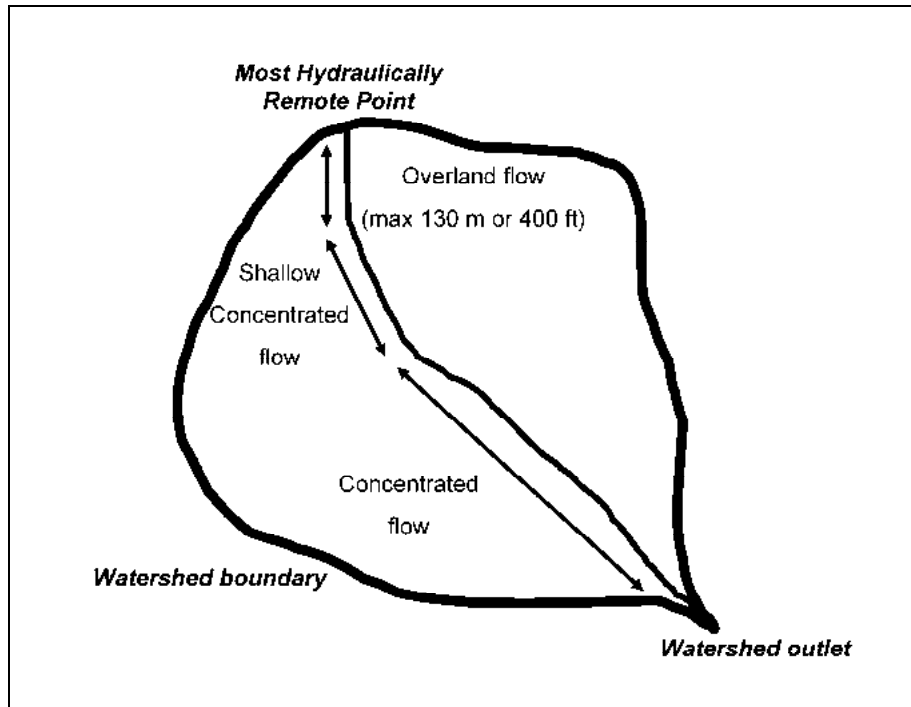 Most Hydraulically
Remote Point
Overland flow
(max 130 m or 400 ft)
Shallow
Concentrated
flow
Concentrated
flow
Watershed boundary
Watershed outlet